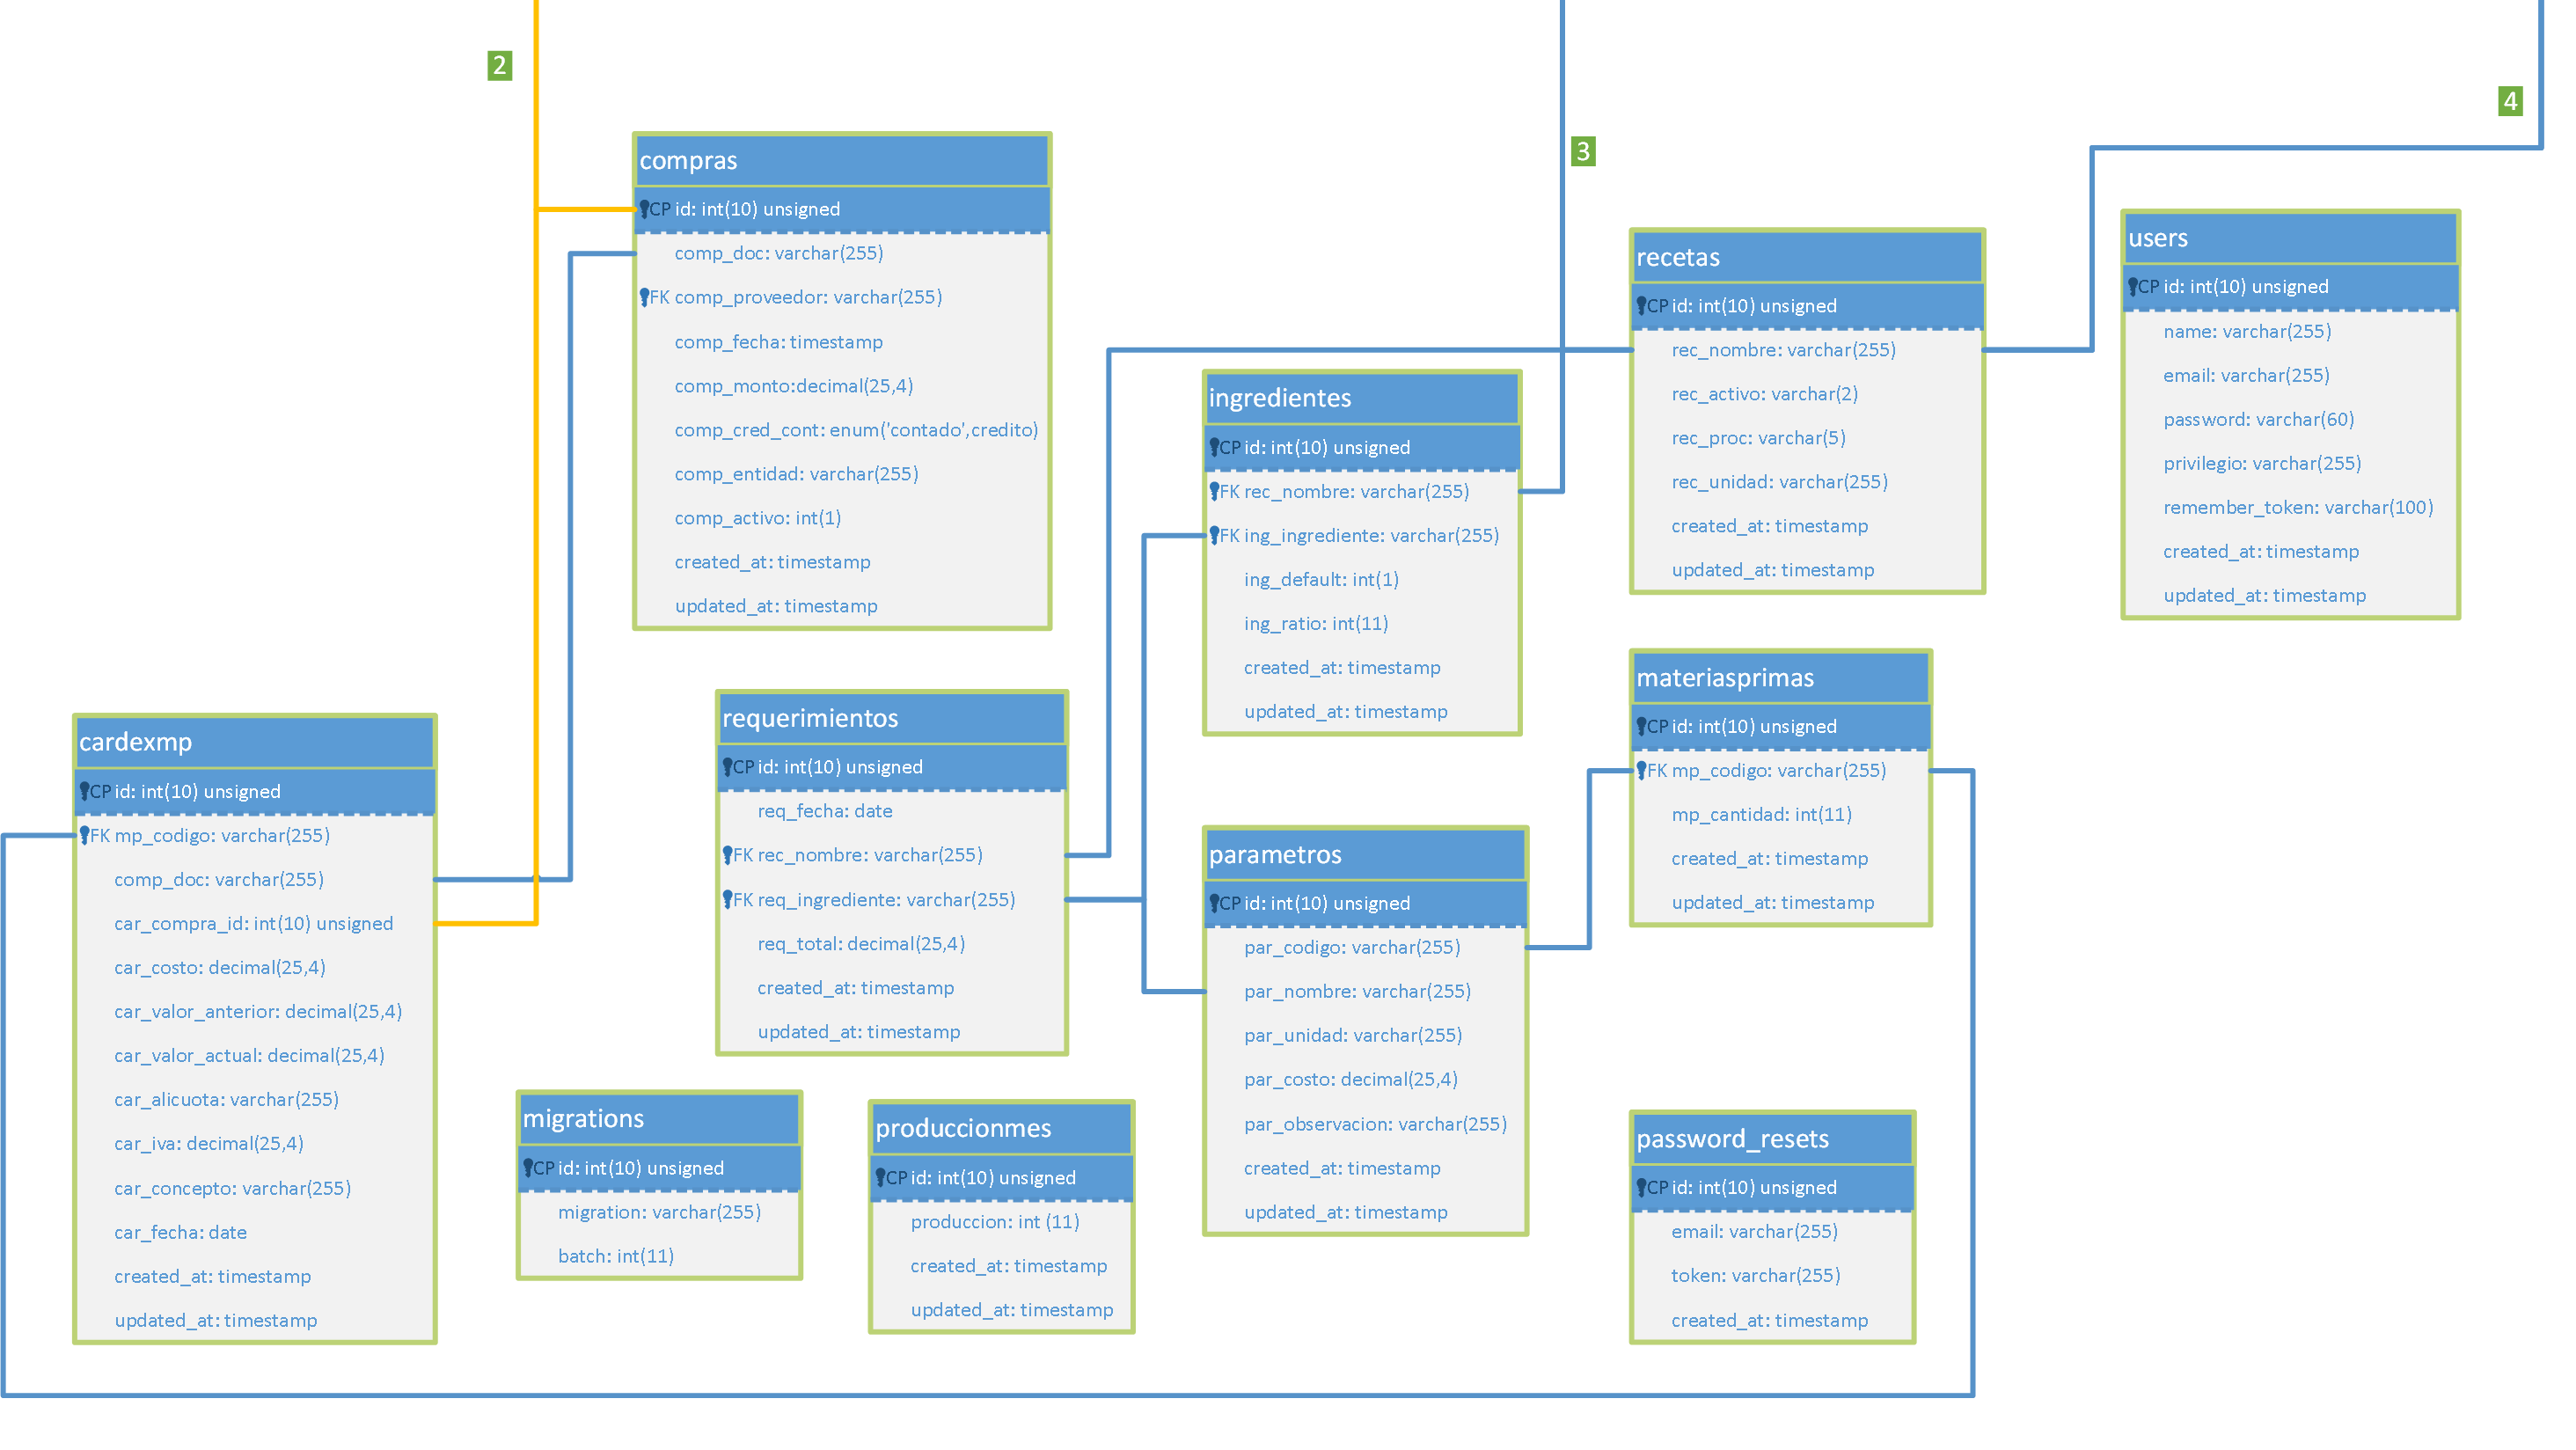 2
4
3
compras
CP id: int(10) unsigned
comp_doc: varchar(255)
FK comp_proveedor: varchar(255)
comp_fecha: timestamp
comp_monto:decimal(25,4)
comp_cred_cont: enum('contado',credito)
comp_entidad: varchar(255)
comp_activo: int(1)
created_at: timestamp
updated_at: timestamp
recetas
CP id: int(10) unsigned
rec_nombre: varchar(255)
rec_activo: varchar(2)
rec_proc: varchar(5)
rec_unidad: varchar(255)
created_at: timestamp
updated_at: timestamp
users
CP id: int(10) unsigned
name: varchar(255)
email: varchar(255)
password: varchar(60)
privilegio: varchar(255)
remember_token: varchar(100)
created_at: timestamp
updated_at: timestamp
ingredientes
CP id: int(10) unsigned
FK rec_nombre: varchar(255)
FK ing_ingrediente: varchar(255)
ing_default: int(1)
ing_ratio: int(11)
created_at: timestamp
updated_at: timestamp
cardexmp
CP id: int(10) unsigned
FK mp_codigo: varchar(255)
comp_doc: varchar(255)
car_compra_id: int(10) unsigned
car_costo: decimal(25,4)
car_valor_anterior: decimal(25,4)
car_valor_actual: decimal(25,4)
car_alicuota: varchar(255)
car_iva: decimal(25,4)
car_concepto: varchar(255)
car_fecha: date
created_at: timestamp
updated_at: timestamp
requerimientos
CP id: int(10) unsigned
req_fecha: date
FK rec_nombre: varchar(255)
FK req_ingrediente: varchar(255)
req_total: decimal(25,4)
created_at: timestamp
updated_at: timestamp
materiasprimas
CP id: int(10) unsigned
FK mp_codigo: varchar(255)
mp_cantidad: int(11)
created_at: timestamp
updated_at: timestamp
parametros
CP id: int(10) unsigned
par_codigo: varchar(255)
par_nombre: varchar(255)
par_unidad: varchar(255)
par_costo: decimal(25,4)
par_observacion: varchar(255)
created_at: timestamp
updated_at: timestamp
migrations
CP id: int(10) unsigned
migration: varchar(255)
batch: int(11)
produccionmes
CP id: int(10) unsigned
produccion: int (11)
created_at: timestamp
updated_at: timestamp
password_resets
CP id: int(10) unsigned
email: varchar(255)
token: varchar(255)
created_at: timestamp